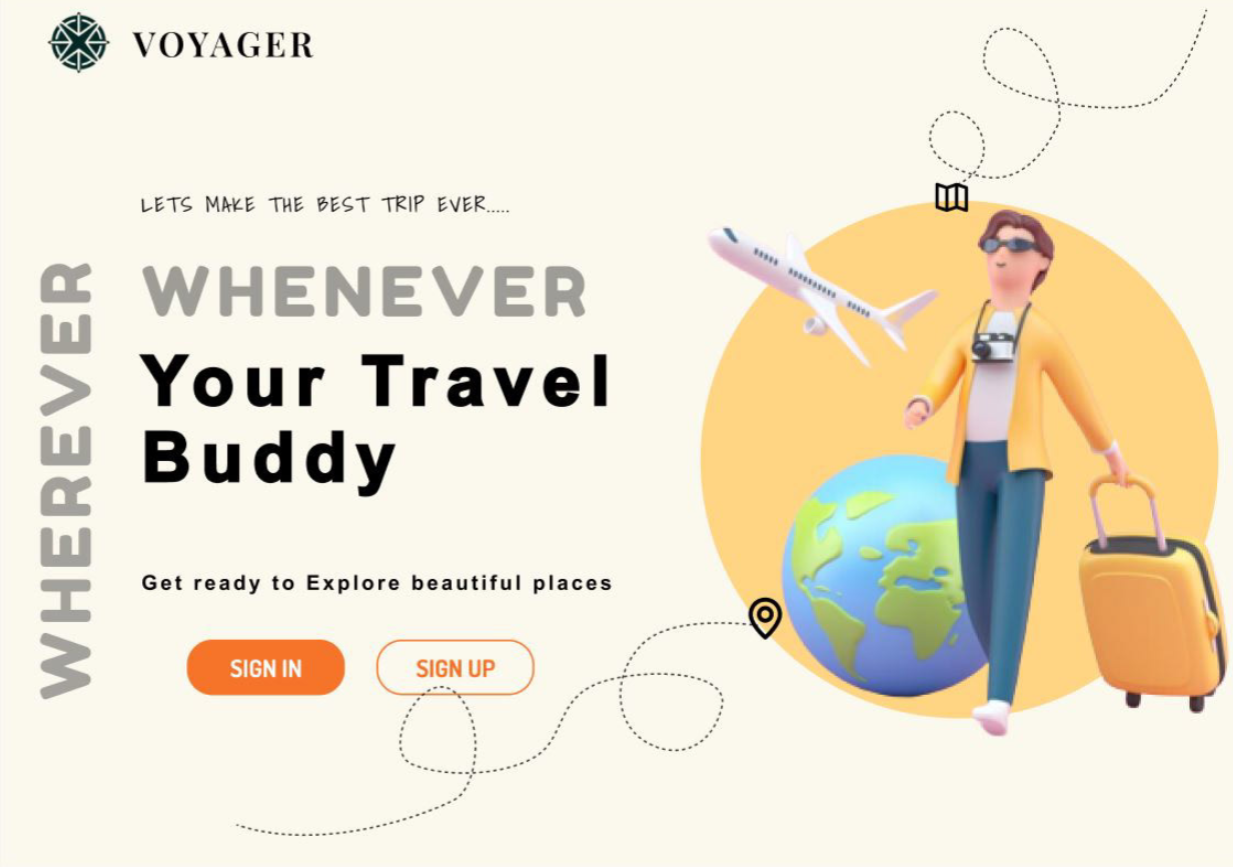 VOYAGER
LETS MAKE THE BEST TRIP EVER.....
WHEREVER
WHENEVER
Your Travel
Buddy
Get ready to Explore beautiful places
SIGN IN
SIGN UP